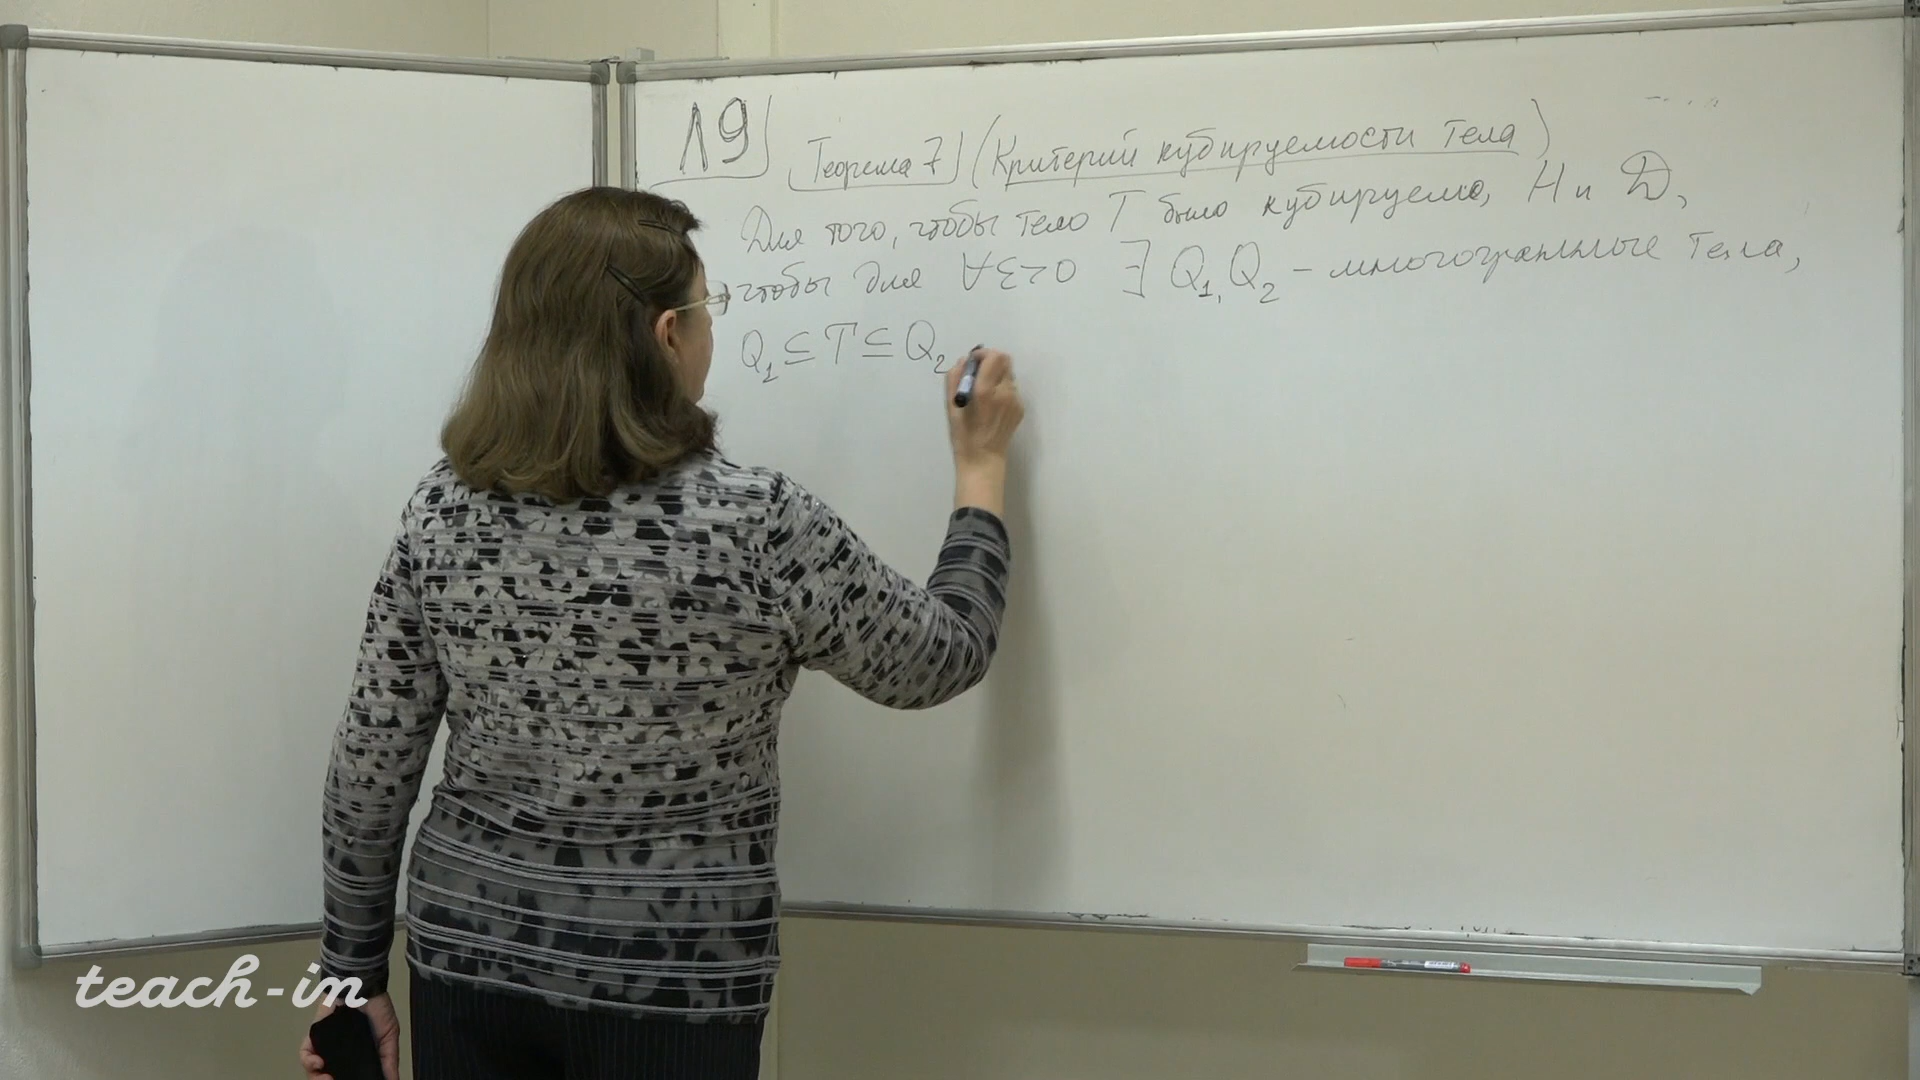 Л9 Теорема 7 (Критерий кубируемости тела)
Для того, чтобы тело T было кубируемо, Н и Д,
чтобы для ∀ε>0 ∃ Q₁, Q₂ – многогранные тела,
Q₁ ⊆ T ⊆ Q₂
teach-in